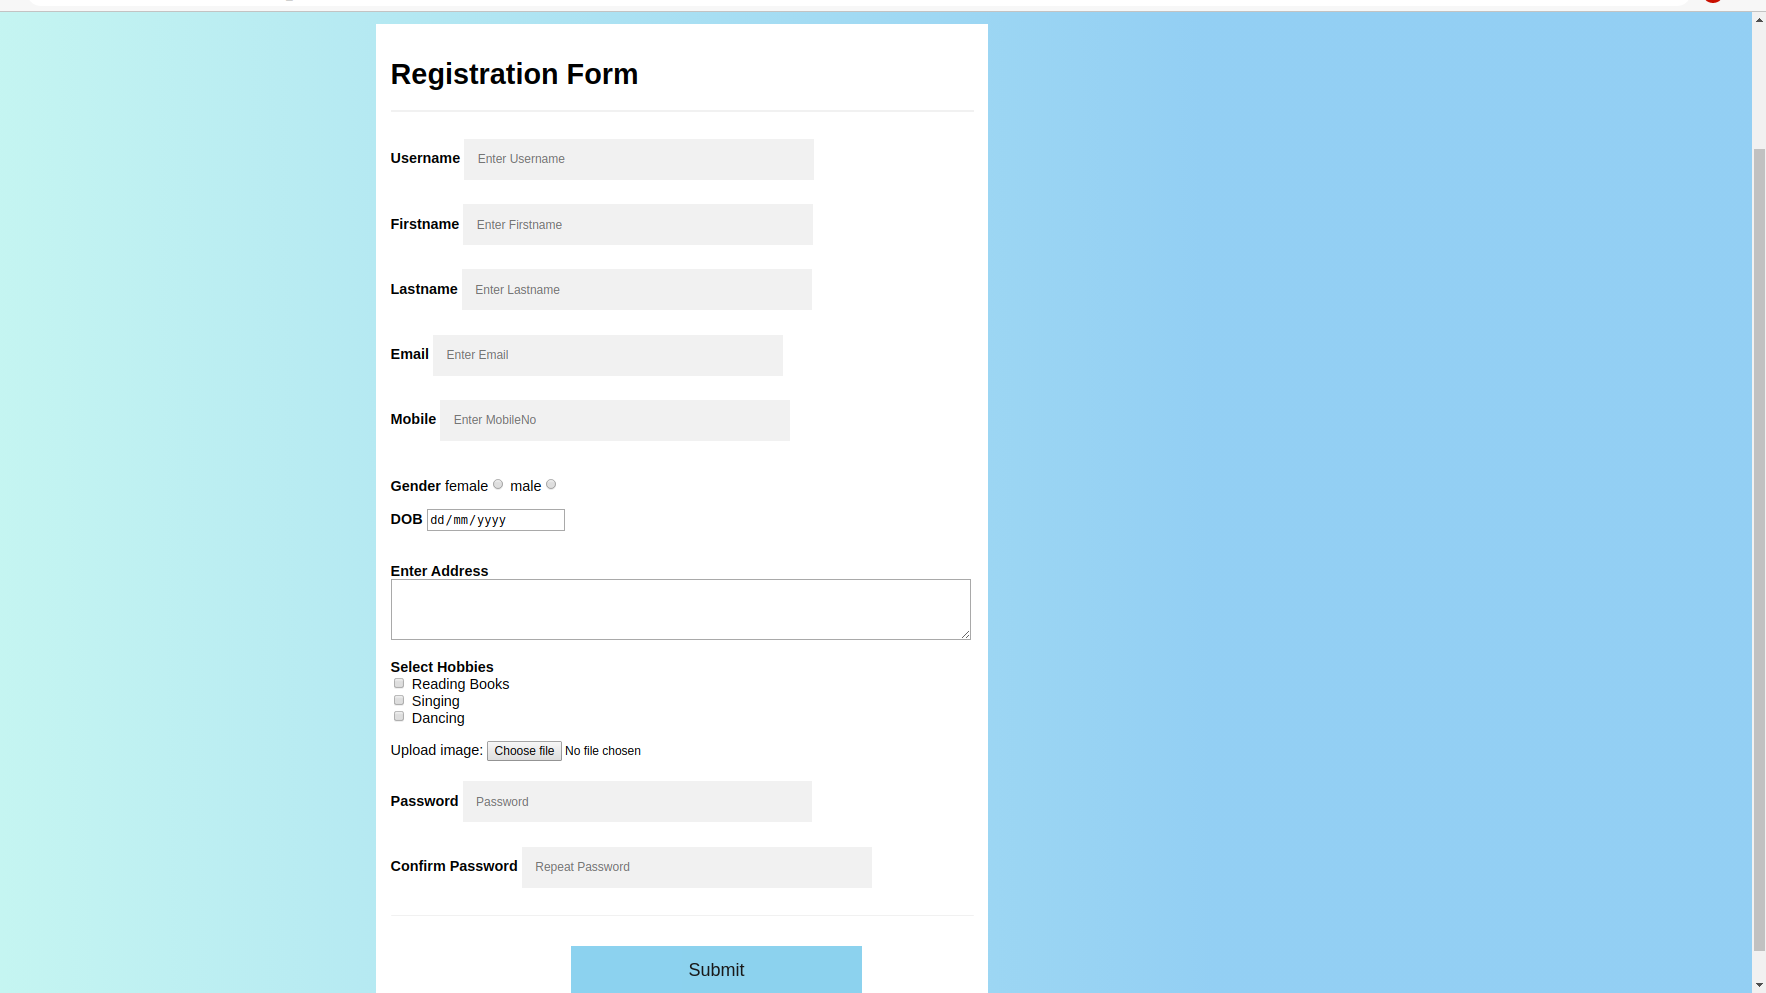 Registration Form
Username Enter Username
Firstname Enter Firstname
Lastname Enter Lastname
Email Enter Email
Mobile Enter MobileNo
Gender female male
DOB dd/mm/yyyy
Enter Address
Select Hobbies
Reading Books
Singing
Dancing
Upload image: Choose file No file chosen
Password Password
Confirm Password Repeat Password
Submit